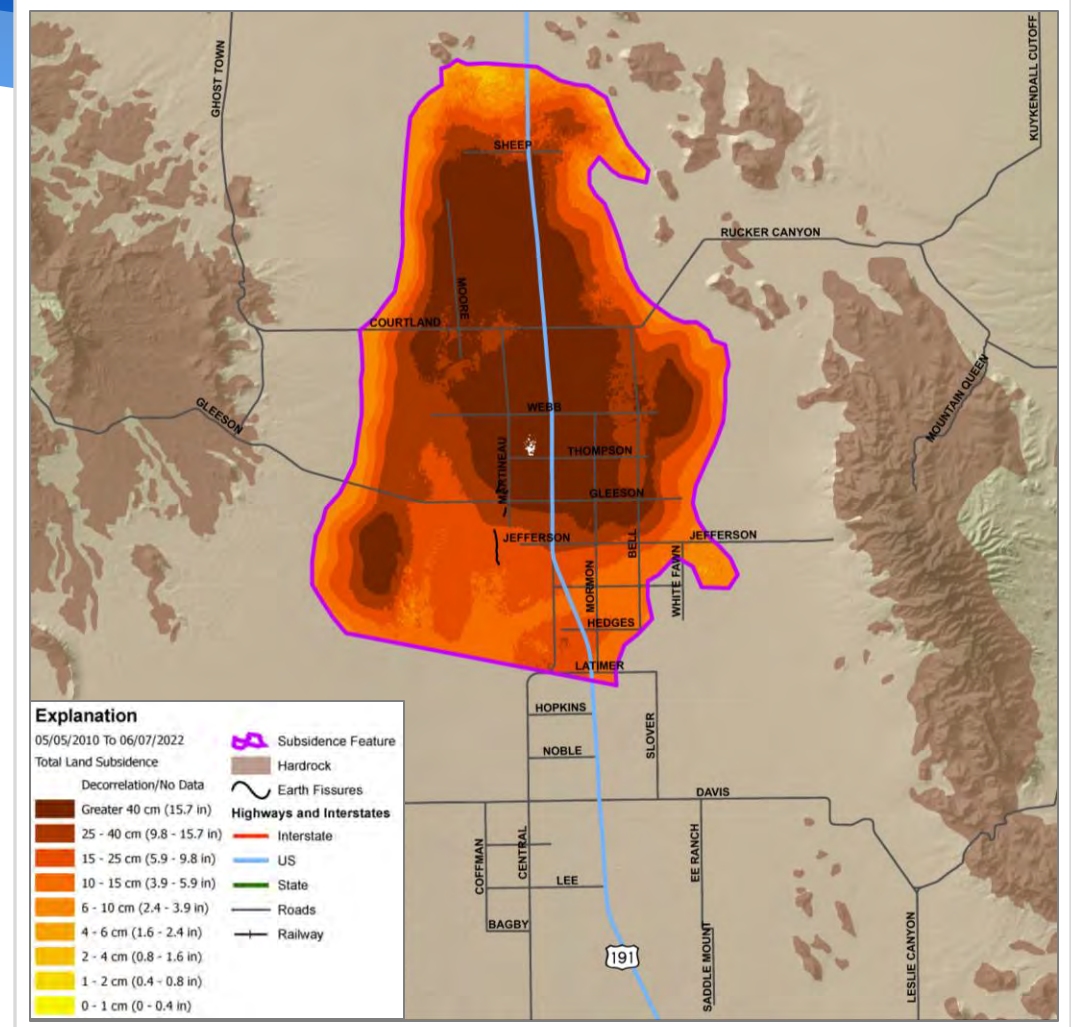 GHOST TOWN
KUYKENDALL CUTOFF
SHEEP
RUCKER CANYON
MOORE
COURTLAND
MOUNTAIN QUEEN
GLEESON
WEBB
MARTINEAU
THOMPSON
GLEESON
JEFFERSON
JEFFERSON
BELL
MORMON
WHITE FAWN
HEDGES
LATIMER
HOPKINS
SLOVER
NOBLE
DAVIS
COFFMAN
CENTRAL
EE RANCH
LEE
BAGBY
191
SADDLE MOUNT
LESLIE CANYON
Explanation
05/05/2010 To 06/07/2022
Total Land Subsidence
Decorrelation/No Data
Greater 40 cm (15.7 in)
25 - 40 cm (9.8 - 15.7 in)
15 - 25 cm (5.9 - 9.8 in)
10 - 15 cm (3.9 - 5.9 in)
6 - 10 cm (2.4 - 3.9 in)
4 - 6 cm (1.6 - 2.4 in)
2 - 4 cm (0.8 - 1.6 in)
1 - 2 cm (0.4 - 0.8 in)
0 - 1 cm (0 - 0.4 in)
Subsidence Feature
Hardrock
Earth Fissures
Highways and Interstates
Interstate
US
State
Roads
Railway